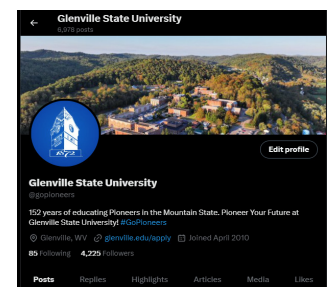 Glenville State University
6,978 posts
1872
Edit profile
Glenville State University
@gopioneers
152 years of educating Pioneers in the Mountain State. Pioneer Your Future at
Glenville State University! #GoPioneers
Glenville, WV glenville.edu/apply Joined April 2010
85 Following 4,225 Followers
Posts Replies Highlights Articles Media Likes